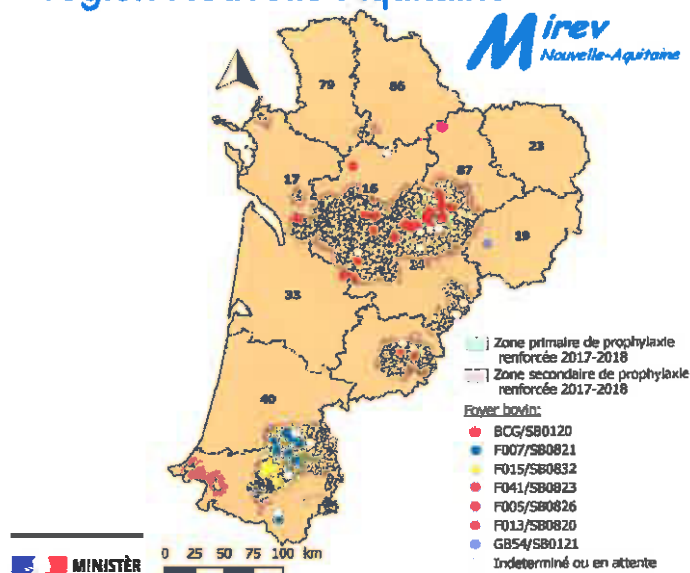 Mirev
Nouvelle-Aquitaine
79
86
23
17
16
87
19
24
33
40
Zone primaire de prophylaxie
renforcée 2017-2018
Zone secondaire de prophylaxie
renforcée 2017-2018
Foyer bovin:
BCG/SB0120
F007/SB0821
F015/SB0832
F041/SB0823
F005/SB0826
F013/SB0820
GB54/SB0121
Indeterminé ou en attente
0 25 50 75 100 km
MINISTÈR